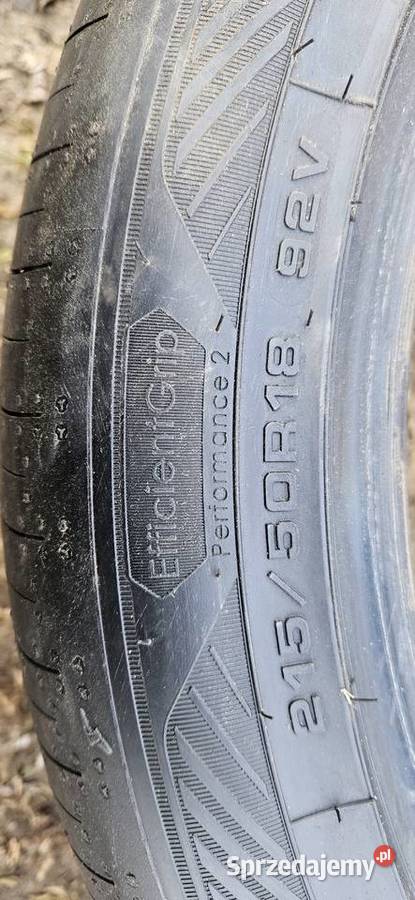 EfficientGrip
Performance 2
215/50R18 92V
Sprzedajemy.pl